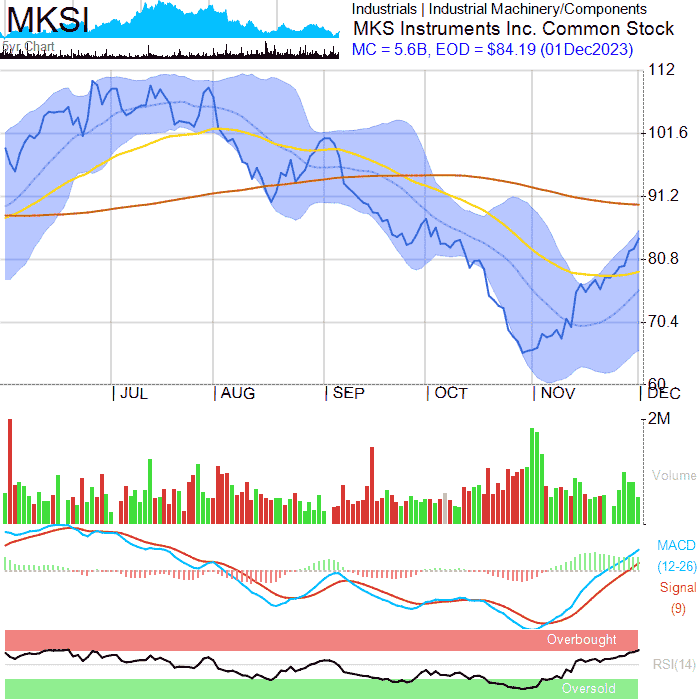 MKSI
5yr Chart
Industrials | Industrial Machinery/Components
MKS Instruments Inc. Common Stock
MC = 5.6B, EOD = $84.19 (01Dec2023)
112
101.6
91.2
80.8
70.4
60
JUL AUG SEP OCT NOV DEC
2M
Volume
MACD
(12-26)
Signal
(9)
Overbought
RSI(14)
Oversold